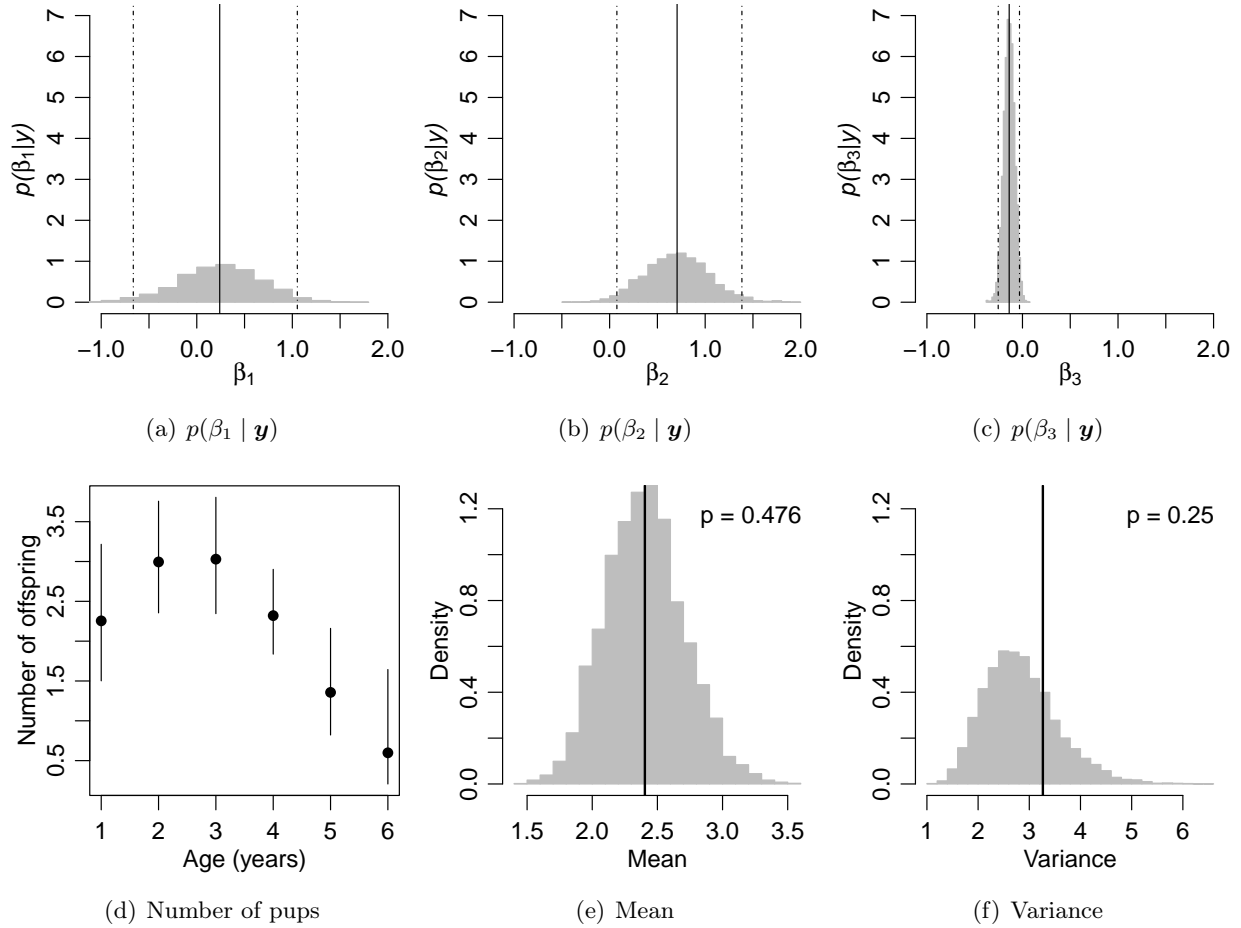 p(β₁|y)
0 1 2 3 4 5 6 7
−1.0 0.0 1.0 2.0
β₁
(a) p(β₁ | y)
p(β₂|y)
0 1 2 3 4 5 6 7
−1.0 0.0 1.0 2.0
β₂
(b) p(β₂ | y)
p(β₃|y)
0 1 2 3 4 5 6 7
−1.0 0.0 1.0 2.0
β₃
(c) p(β₃ | y)
Number of offspring
0.5 1.5 2.5 3.5
1 2 3 4 5 6
Age (years)
(d) Number of pups
Density
0.0 0.4 0.8 1.2
p = 0.476
1.5 2.0 2.5 3.0 3.5
Mean
(e) Mean
Density
0.0 0.4 0.8 1.2
p = 0.25
1 2 3 4 5 6
Variance
(f) Variance